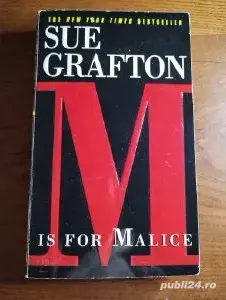 THE NEW YORK TIMES BESTSELLER
SUE
GRAFTON
M
IS FOR MALICE
publi24.ro